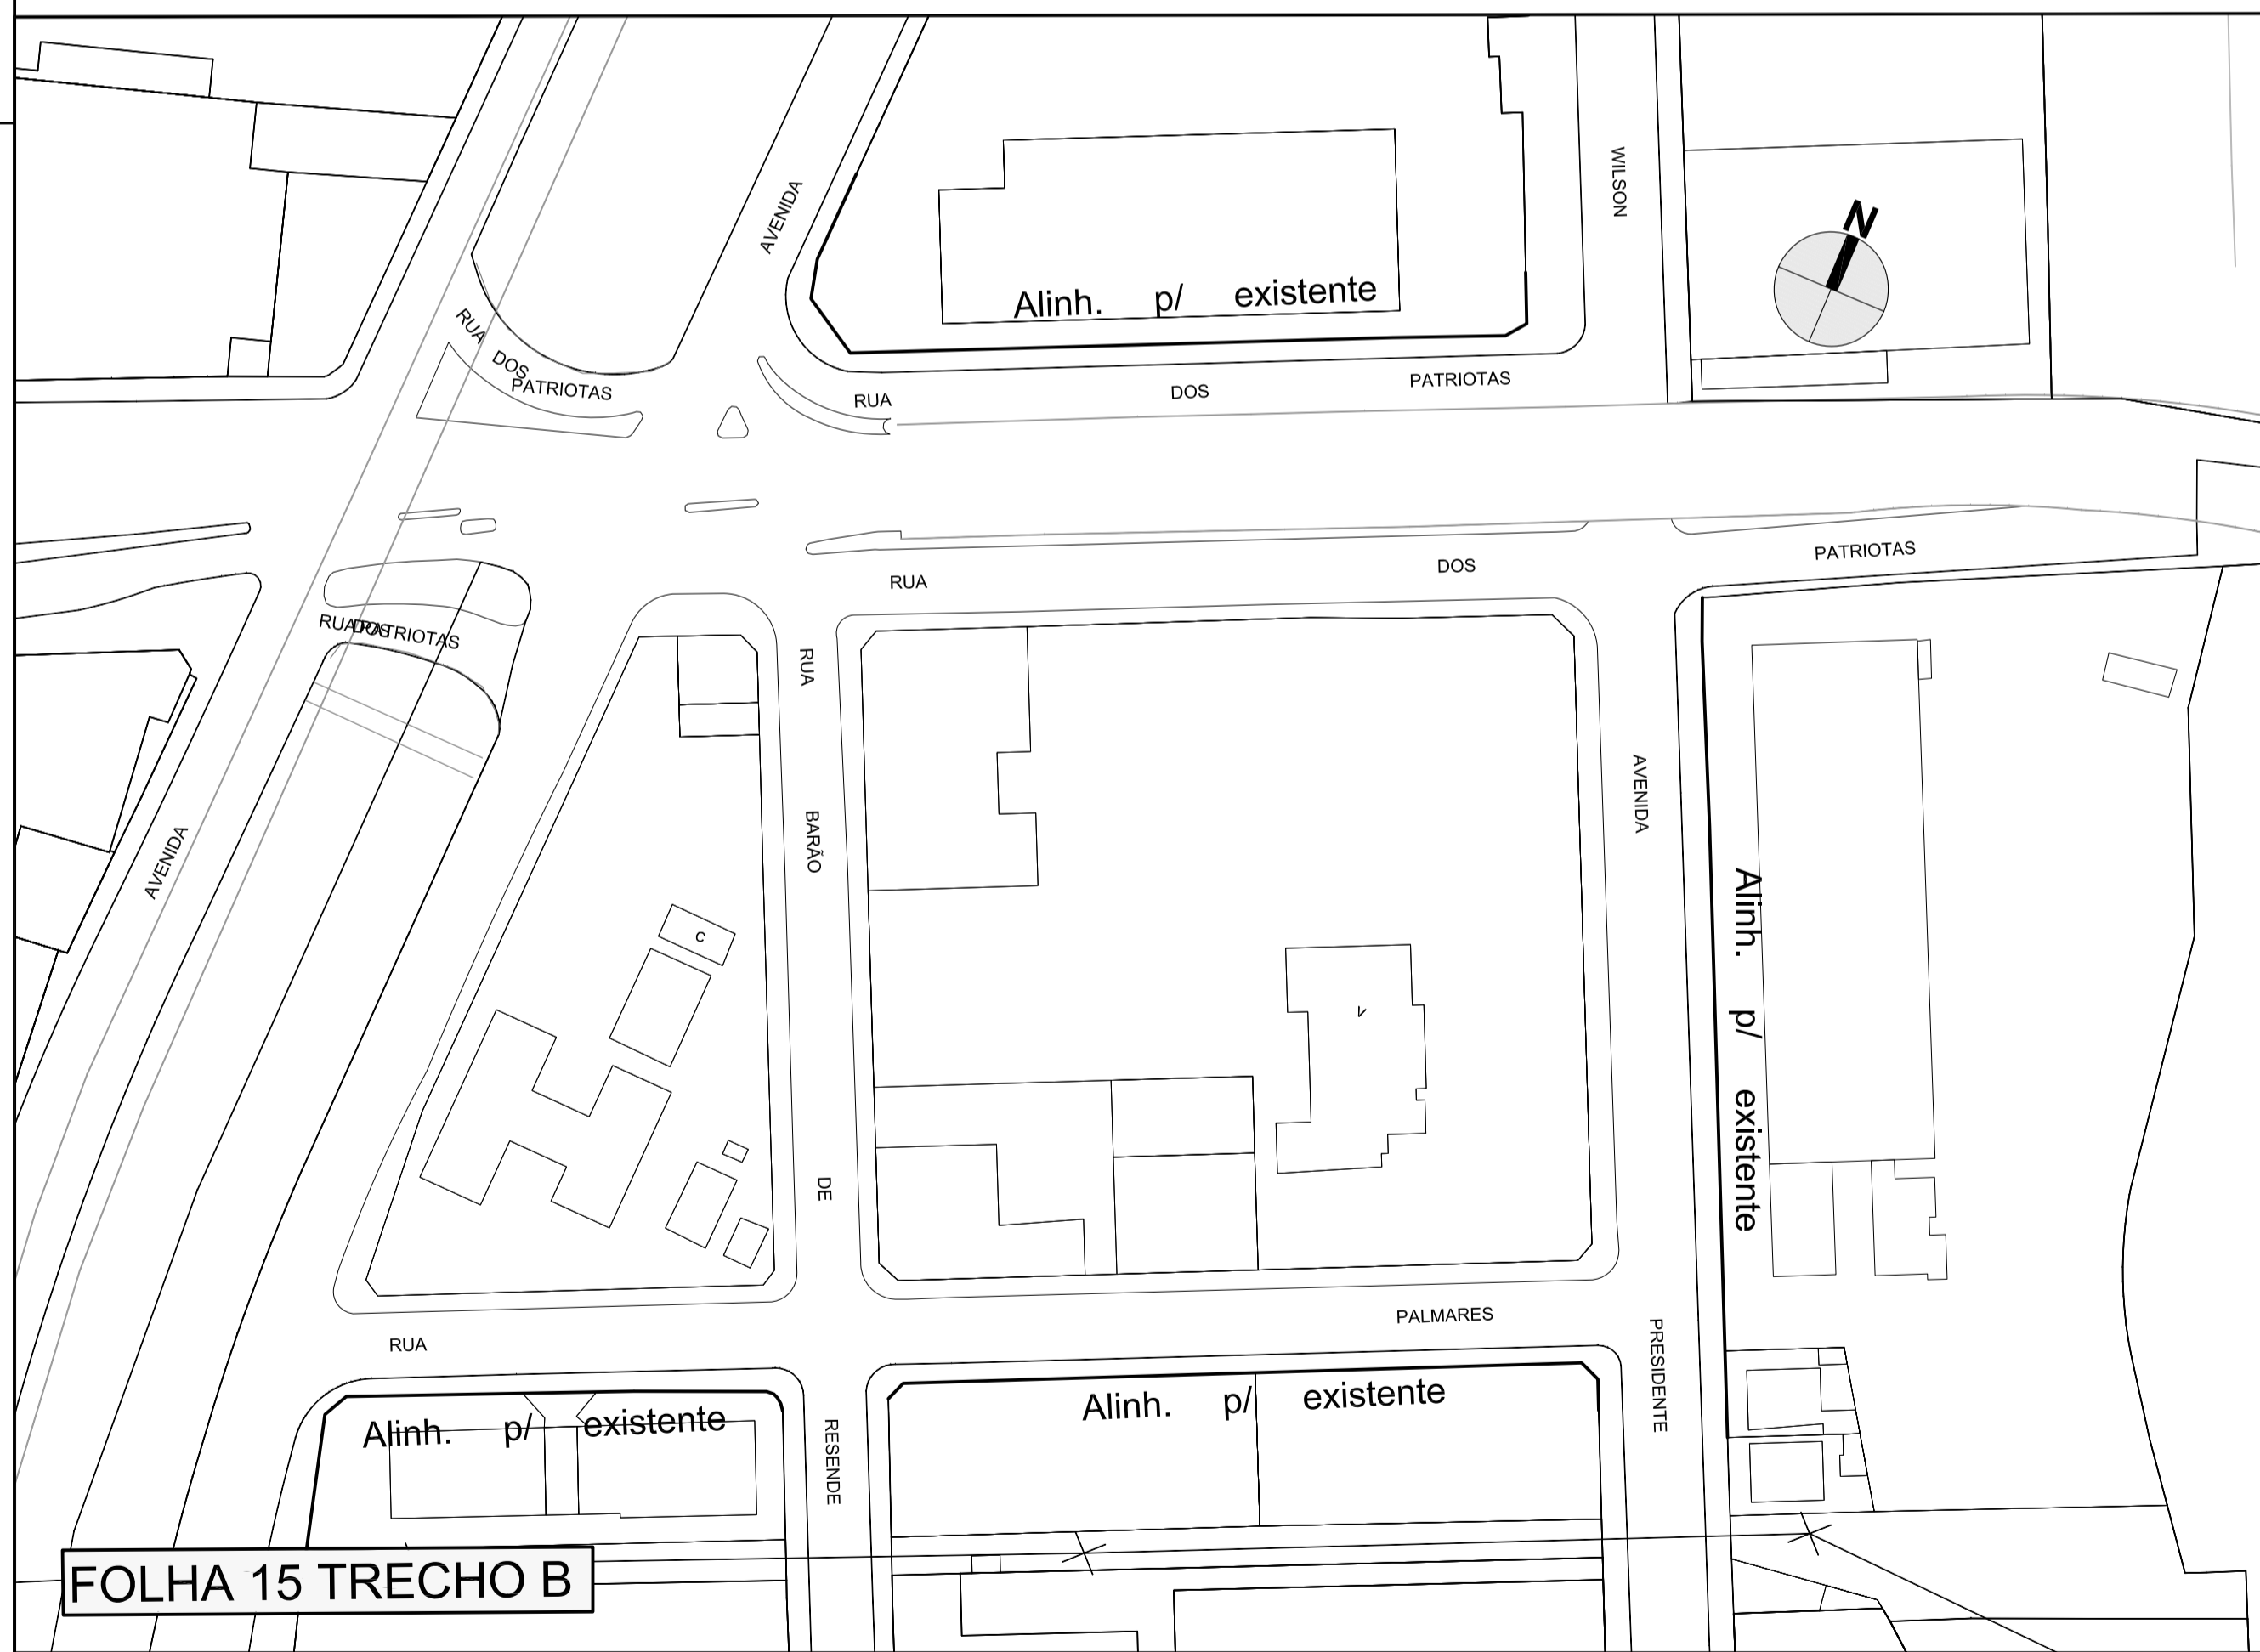 WILSON
N
AVENIDA
Alinh. p/ existente
RUA DOS PATRIOTAS
RUA DOS PATRIOTAS
RUA DOS PATRIOTAS
RUA DOS PATRIOTAS
RUA BARÃO DE RESENDE
AVENIDA PRESIDENTE
AVENIDA
Alinh. p/ existente
C
V
RUA PALMARES
Alinh. p/ existente
Alinh. p/ existente
FOLHA 15 TRECHO B